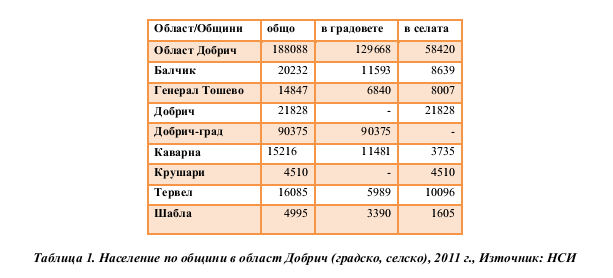 Област/Общини общо в градовете в селата
Област Добрич 188088 129668 58420
Балчик 20232 11593 8639
Генерал Тошево 14847 6840 8007
Добрич 21828 - 21828
Добрич-град 90375 90375 -
Каварна 15216 11481 3735
Крушари 4510 - 4510
Тервел 16085 5989 10096
Шабла 4995 3390 1605
Таблица 1. Население по общини в област Добрич (градско, селско), 2011 г., Източник: НСИ